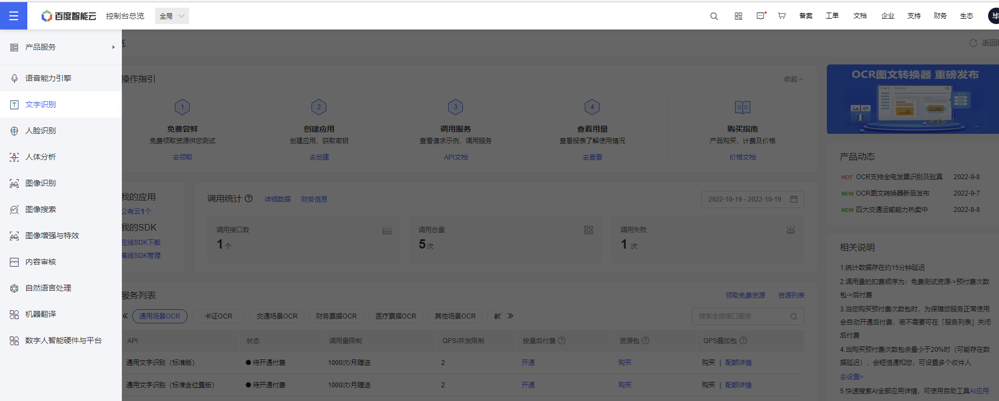 百度智能云 控制台总览 全局 备案 工单 文档 企业 支持 财务 生态
产品服务
语音能力引擎
文字识别
人脸识别
人体分析
图像识别
图像搜索
图像增强与特效
内容审核
自然语言处理
机器翻译
数字人智能硬件与平台
返回
操作指引 收起
1 2 3 4
免费尝鲜 创建应用 调用服务 查看用量 购买指南
免费领取资源供您测试 创建应用，获取密钥 查看请求示例，调用服务 查看报表了解使用情况 产品购买，计费及价格
去领取 去创建 API文档 去查看 价格文档
我的应用
公有云1个
我的SDK
在线SDK下载
离线SDK管理
调用统计 详细数据 财务信息 2022-10-19 - 2022-10-19
调用接口数 调用总量 调用失败
1个 5次 1 次
服务列表 领取免费资源 资源列表
通用场景OCR 卡证OCR 交通场景OCR 财务票据OCR 医疗票据OCR 其他场景OCR 搜索全部接口服务
API 状态 调用量限制 QPS/并发限制 按量后付费 资源包 QPS叠加包
通用文字识别（标准版） 待开通付费 1000次/月赠送 2 开通 购买 购买 | 配额详情
通用文字识别（标准含位置版） 待开通付费 1000次/月赠送 2 开通 购买 购买 | 配额详情
OCR图文转换器 重磅发布
产品动态
HOT OCR支持全电发票识别及验真 2022-9-8
NEW OCR图文转换器新品发布 2022-9-7
NEW 四大交通运输能力热卖中 2022-8-8
相关说明
1.统计数据存在约15分钟延迟
2.调用量的扣费顺序为：免费测试资源->预付费次数
包->后付费
3.当您购买预付费次数包时，为保障您服务正常使用
会自动开通后付费，若不需要可在「服务列表」关闭
后付费
4.当购买预付费次数包余量小于20%时（可能存在数
据延迟），会短信通知您，可设置多个收件人
去设置>
5.快速搜索AI全部应用详情，可使用自助工具AI应用